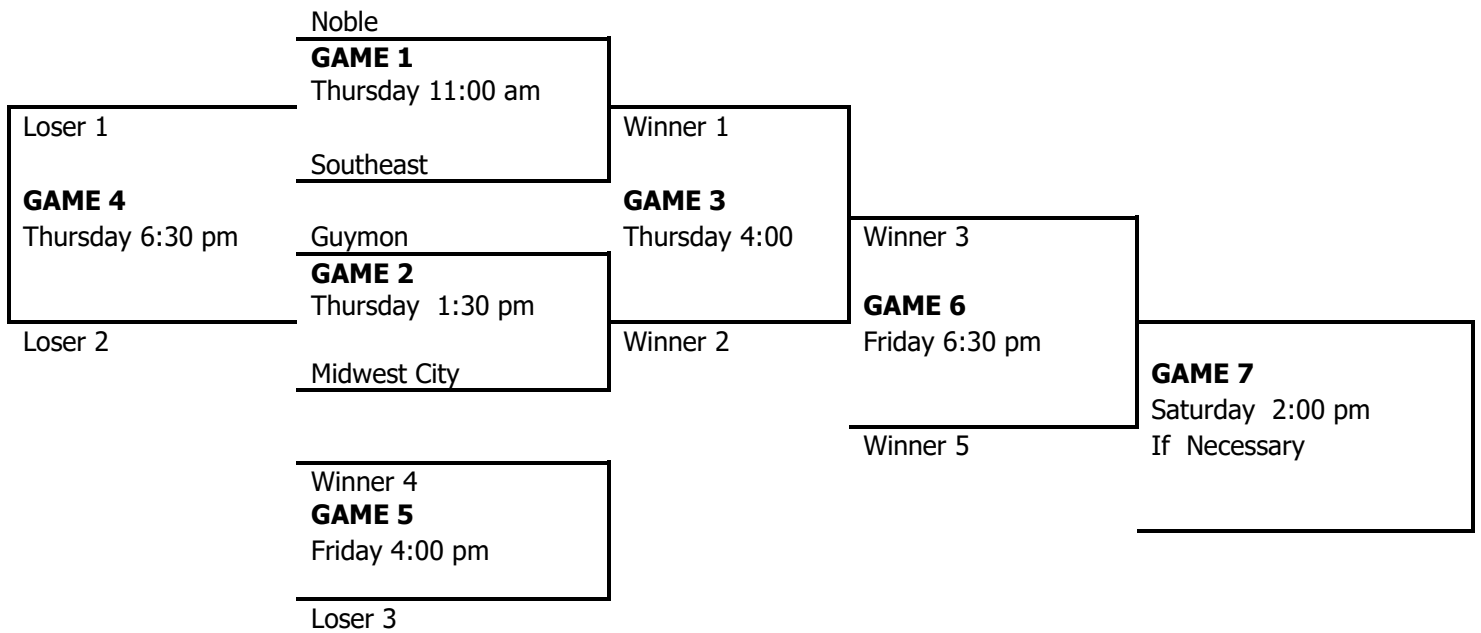 Noble
GAME 1
Thursday 11:00 am
Loser 1
Winner 1
Southeast
GAME 4
GAME 3
Thursday 6:30 pm
Guymon
Thursday 4:00
Winner 3
GAME 2
Thursday 1:30 pm
GAME 6
Loser 2
Winner 2
Friday 6:30 pm
Midwest City
GAME 7
Saturday 2:00 pm
Winner 5
If Necessary
Winner 4
GAME 5
Friday 4:00 pm
Loser 3